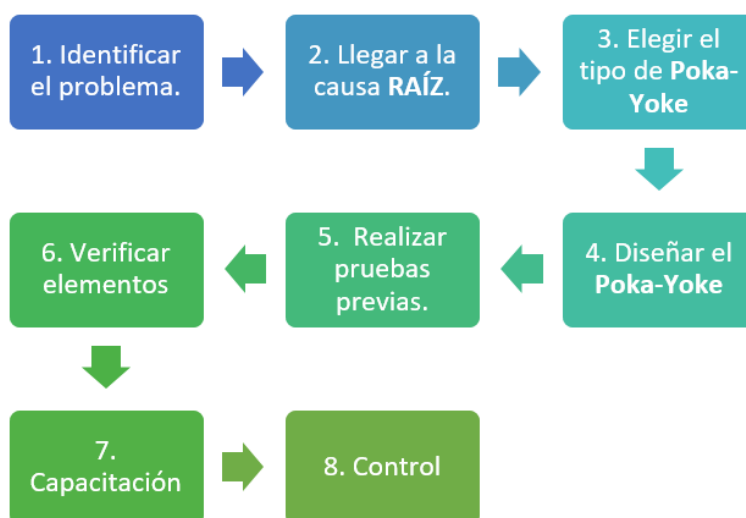 1. Identificar
el problema.
2. Llegar a la
causa RAÍZ.
3. Elegir el
tipo de Poka-
Yoke
4. Diseñar el
Poka-Yoke
5. Realizar
pruebas
previas.
6. Verificar
elementos
7.
Capacitación
8. Control